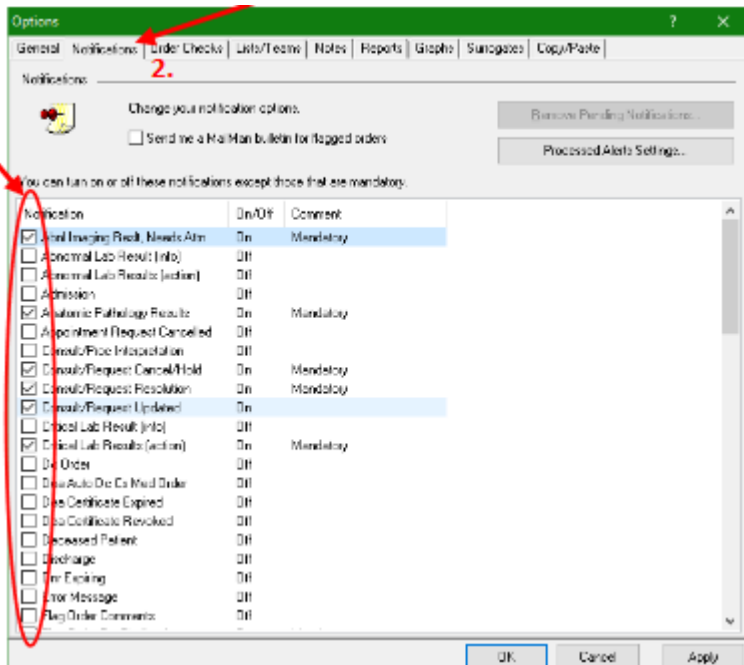 Options
General Notifications Order Checks Lists/Teams Notes Reports Graphs Surrogates Copy/Paste
2.
Notifications
Change your notification options.
Remove Pending Notifications...
Send me a MailMan bulletin for flagged orders
Processed Alerts Settings...
You can turn on or off these notifications except those that are mandatory.
Notification On/Off Comment
Abnl Imaging Reslt, Needs Attn On Mandatory
Abnormal Lab Result (info) Off
Abnormal Lab Results (action) Off
Admission Off
Anatomic Pathology Results On Mandatory
Appointment Request Cancelled Off
Consult/Proc Interpretation Off
Consult/Request Cancel/Hold On Mandatory
Consult/Request Resolution On Mandatory
Consult/Request Updated On
Critical Lab Result (info) Off
Critical Lab Results (action) On Mandatory
Dc Order Off
Dea Auto Dc Cs Med Order Off
Dea Certificate Expired Off
Dea Certificate Revoked Off
Deceased Patient Off
Discharge Off
Dnr Expiring Off
Error Message Off
Flag Order Comments Off
OK Cancel Apply